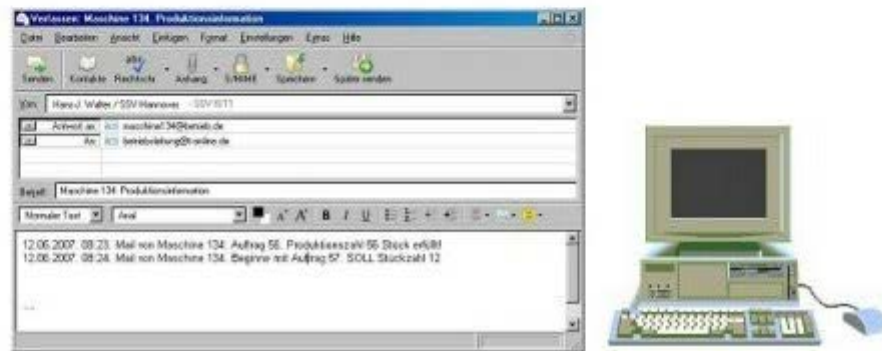 Verfassen: Maschine 134. Produktionsinformation
Datei Bearbeiten Ansicht Einfügen Format Einstellungen Extras Hilfe
Senden Kontakte Rechtschr. Anhang S/MIME Speichern Später senden
Von: Hans-J. Walter / SSV Hannover
Antwort an: maschine134@betrieb.de
An: betriebsleitung@t-online.de
Betreff: Maschine 134. Produktionsinformation
Normaler Text Arial
12.06.2007. 08:23. Mail von Maschine 134: Auftrag 56. Produktionszahl 56 Stück erfüllt!
12.06.2007. 08:24. Mail von Maschine 134. Beginne mit Auftrag 57. SOLL Stückzahl 12
...